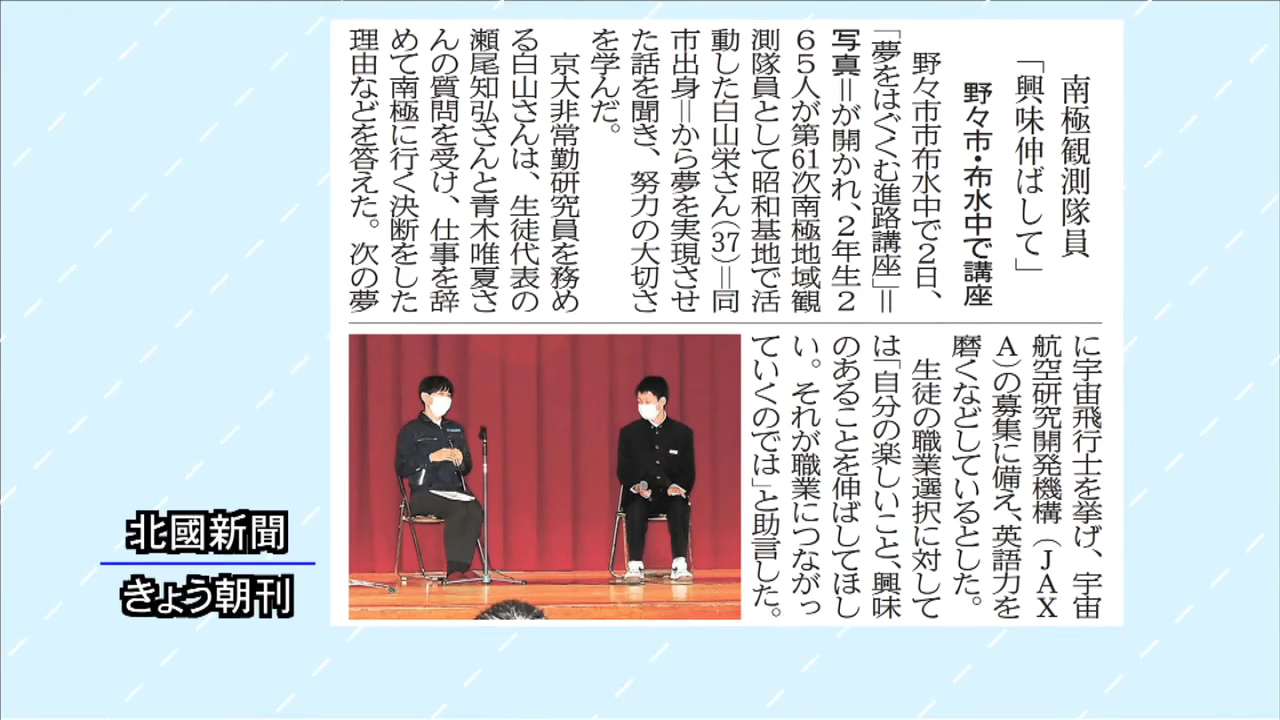 南極観測隊員
「興味伸ばして」
野々市・布水中で講座
野々市市布水中で2日、
「夢をはぐくむ進路講座」＝
写真＝が開かれ、2年生2
65人が第61次南極地域観
測隊員として昭和基地で活
動した白山栄さん(37)＝同
市出身＝から夢を実現させ
た話を聞き、努力の大切さ
を学んだ。
京大非常勤研究員を務め
る白山さんは、生徒代表の
瀬尾知弘さんと青木唯夏さ
んの質問を受け、仕事を辞
めて南極に行く決断をした
理由などを答えた。次の夢
に宇宙飛行士を挙げ、宇宙
航空研究開発機構(JAX
A)の募集に備え、英語力を
磨くなどしているとした。
生徒の職業選択に対して
は「自分の楽しいこと、興味
のあることを伸ばしてほし
い。それが職業につながっ
ていくのでは」と助言した。
北國新聞
きょう朝刊